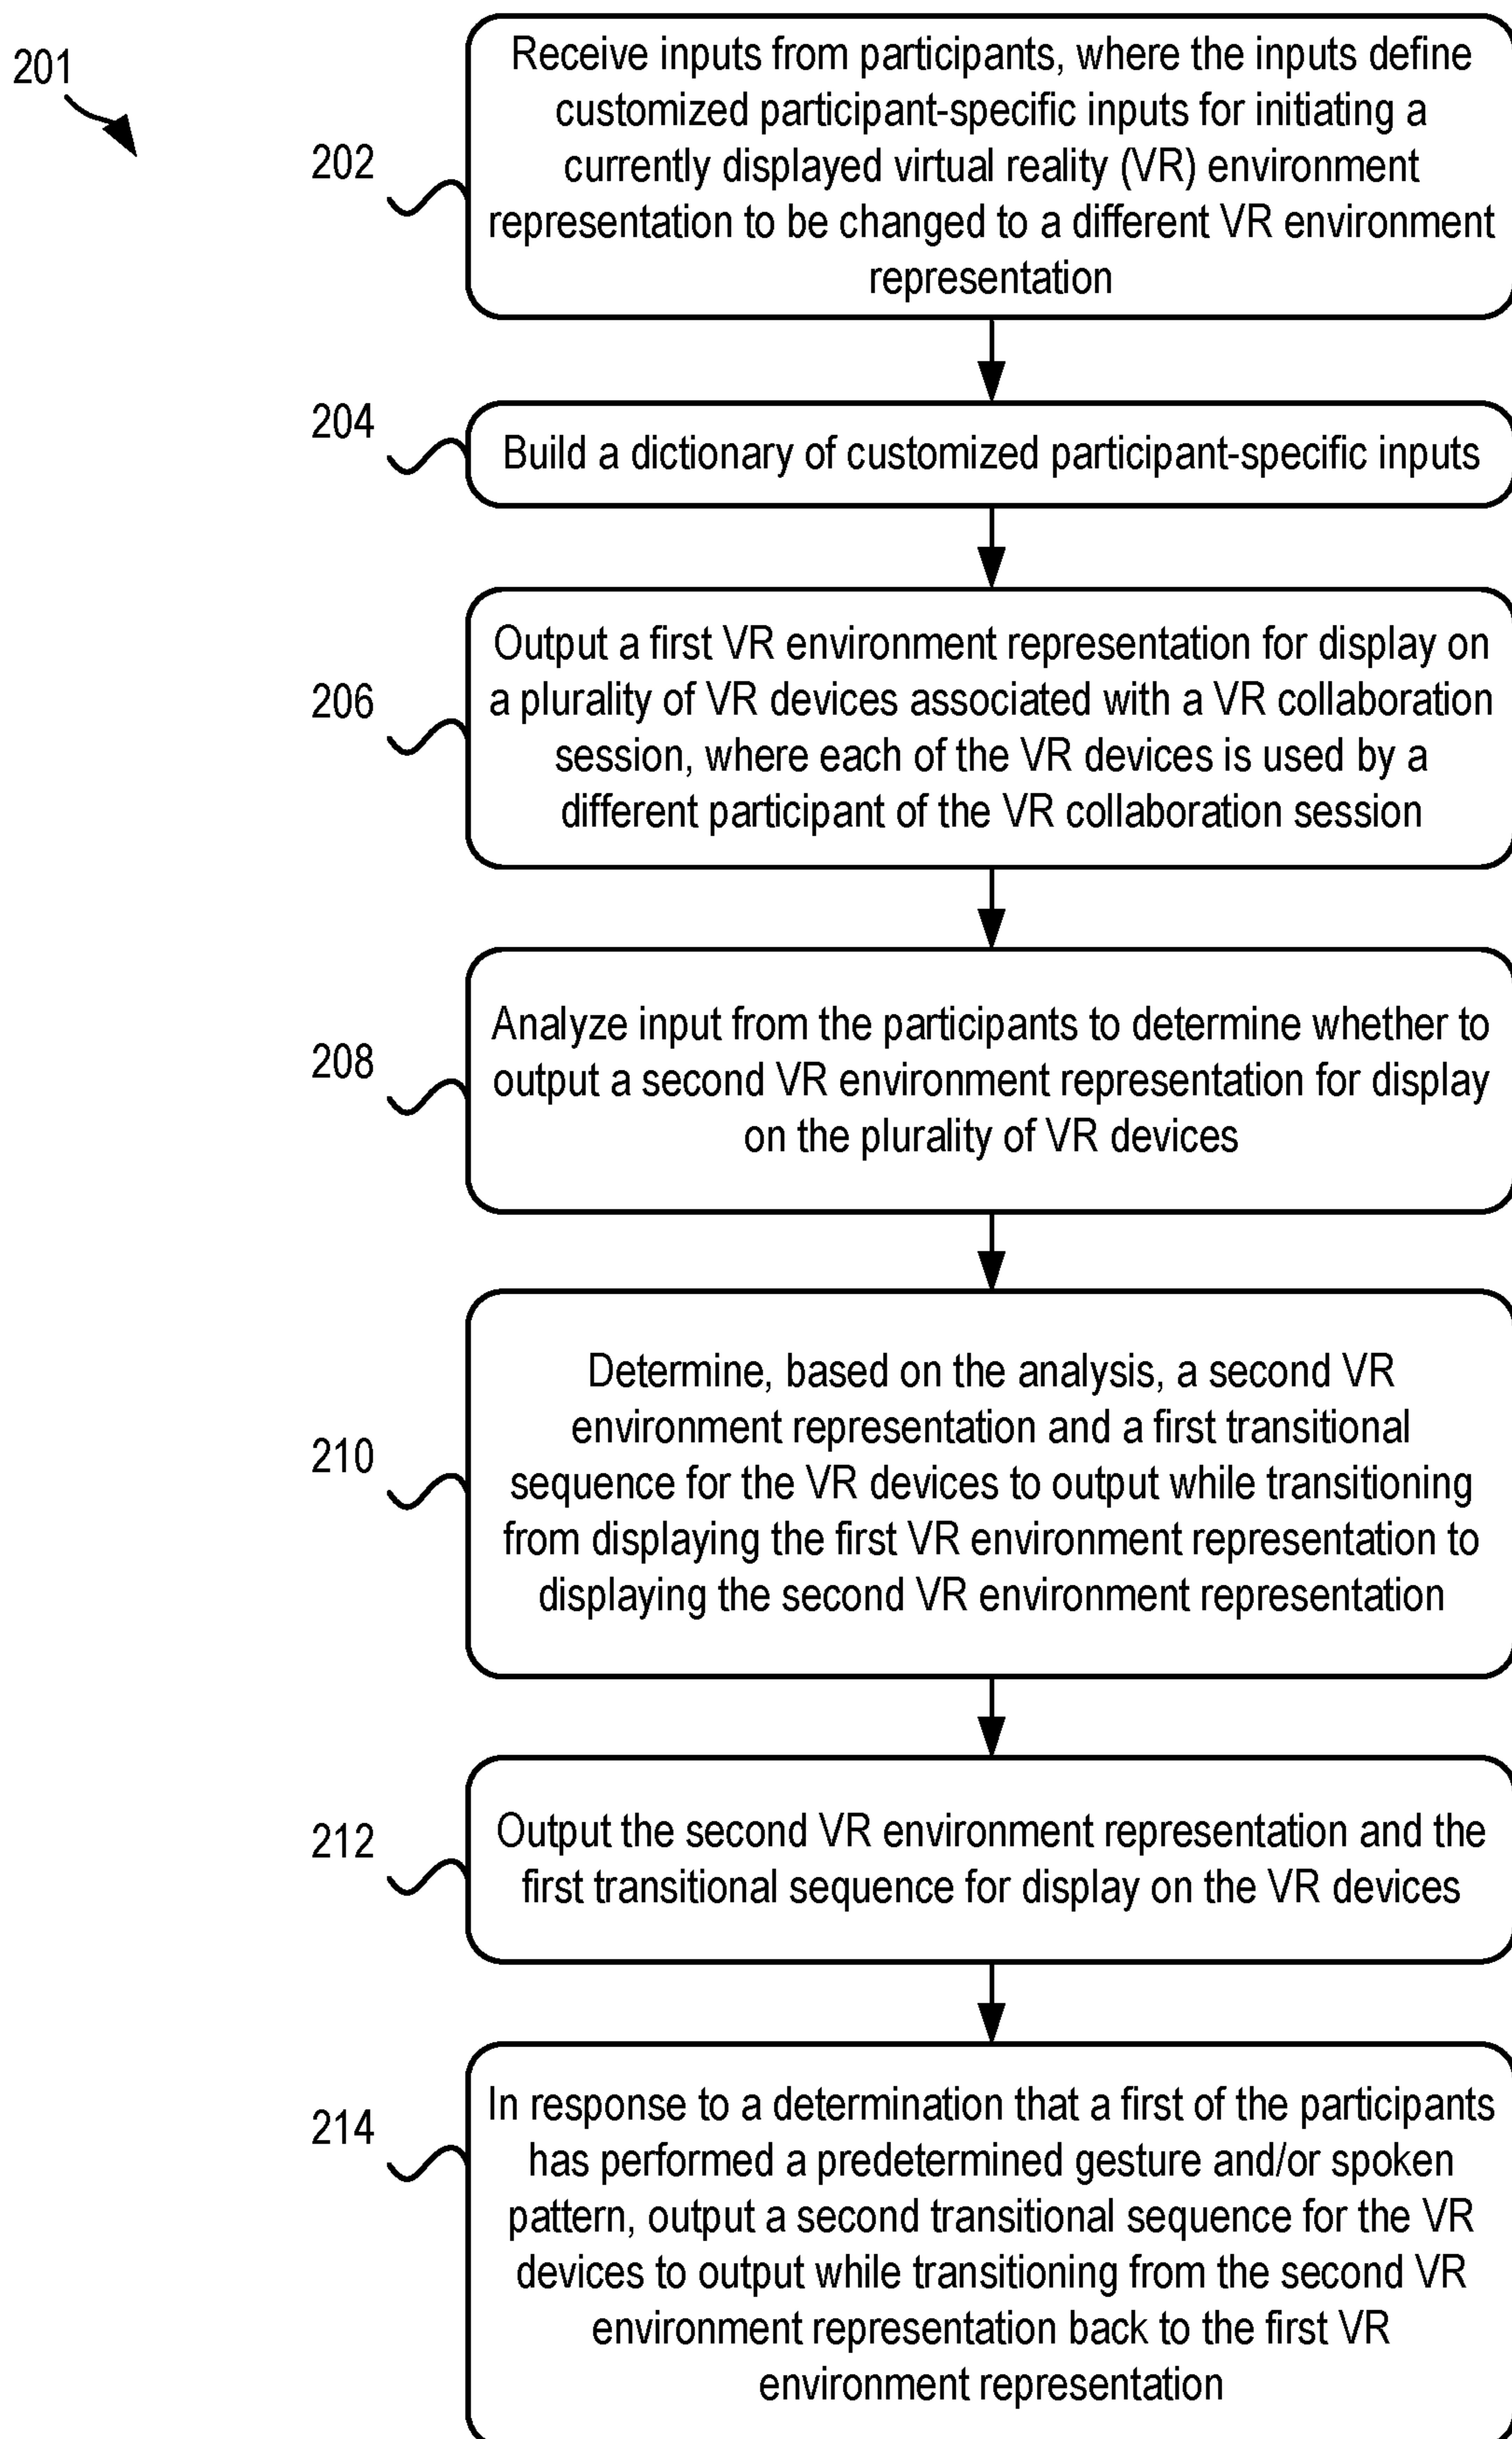 201
202
Receive inputs from participants, where the inputs define
customized participant-specific inputs for initiating a
currently displayed virtual reality (VR) environment
representation to be changed to a different VR environment
representation
204
Build a dictionary of customized participant-specific inputs
206
Output a first VR environment representation for display on
a plurality of VR devices associated with a VR collaboration
session, where each of the VR devices is used by a
different participant of the VR collaboration session
208
Analyze input from the participants to determine whether to
output a second VR environment representation for display
on the plurality of VR devices
210
Determine, based on the analysis, a second VR
environment representation and a first transitional
sequence for the VR devices to output while transitioning
from displaying the first VR environment representation to
displaying the second VR environment representation
212
Output the second VR environment representation and the
first transitional sequence for display on the VR devices
214
In response to a determination that a first of the participants
has performed a predetermined gesture and/or spoken
pattern, output a second transitional sequence for the VR
devices to output while transitioning from the second VR
environment representation back to the first VR
environment representation